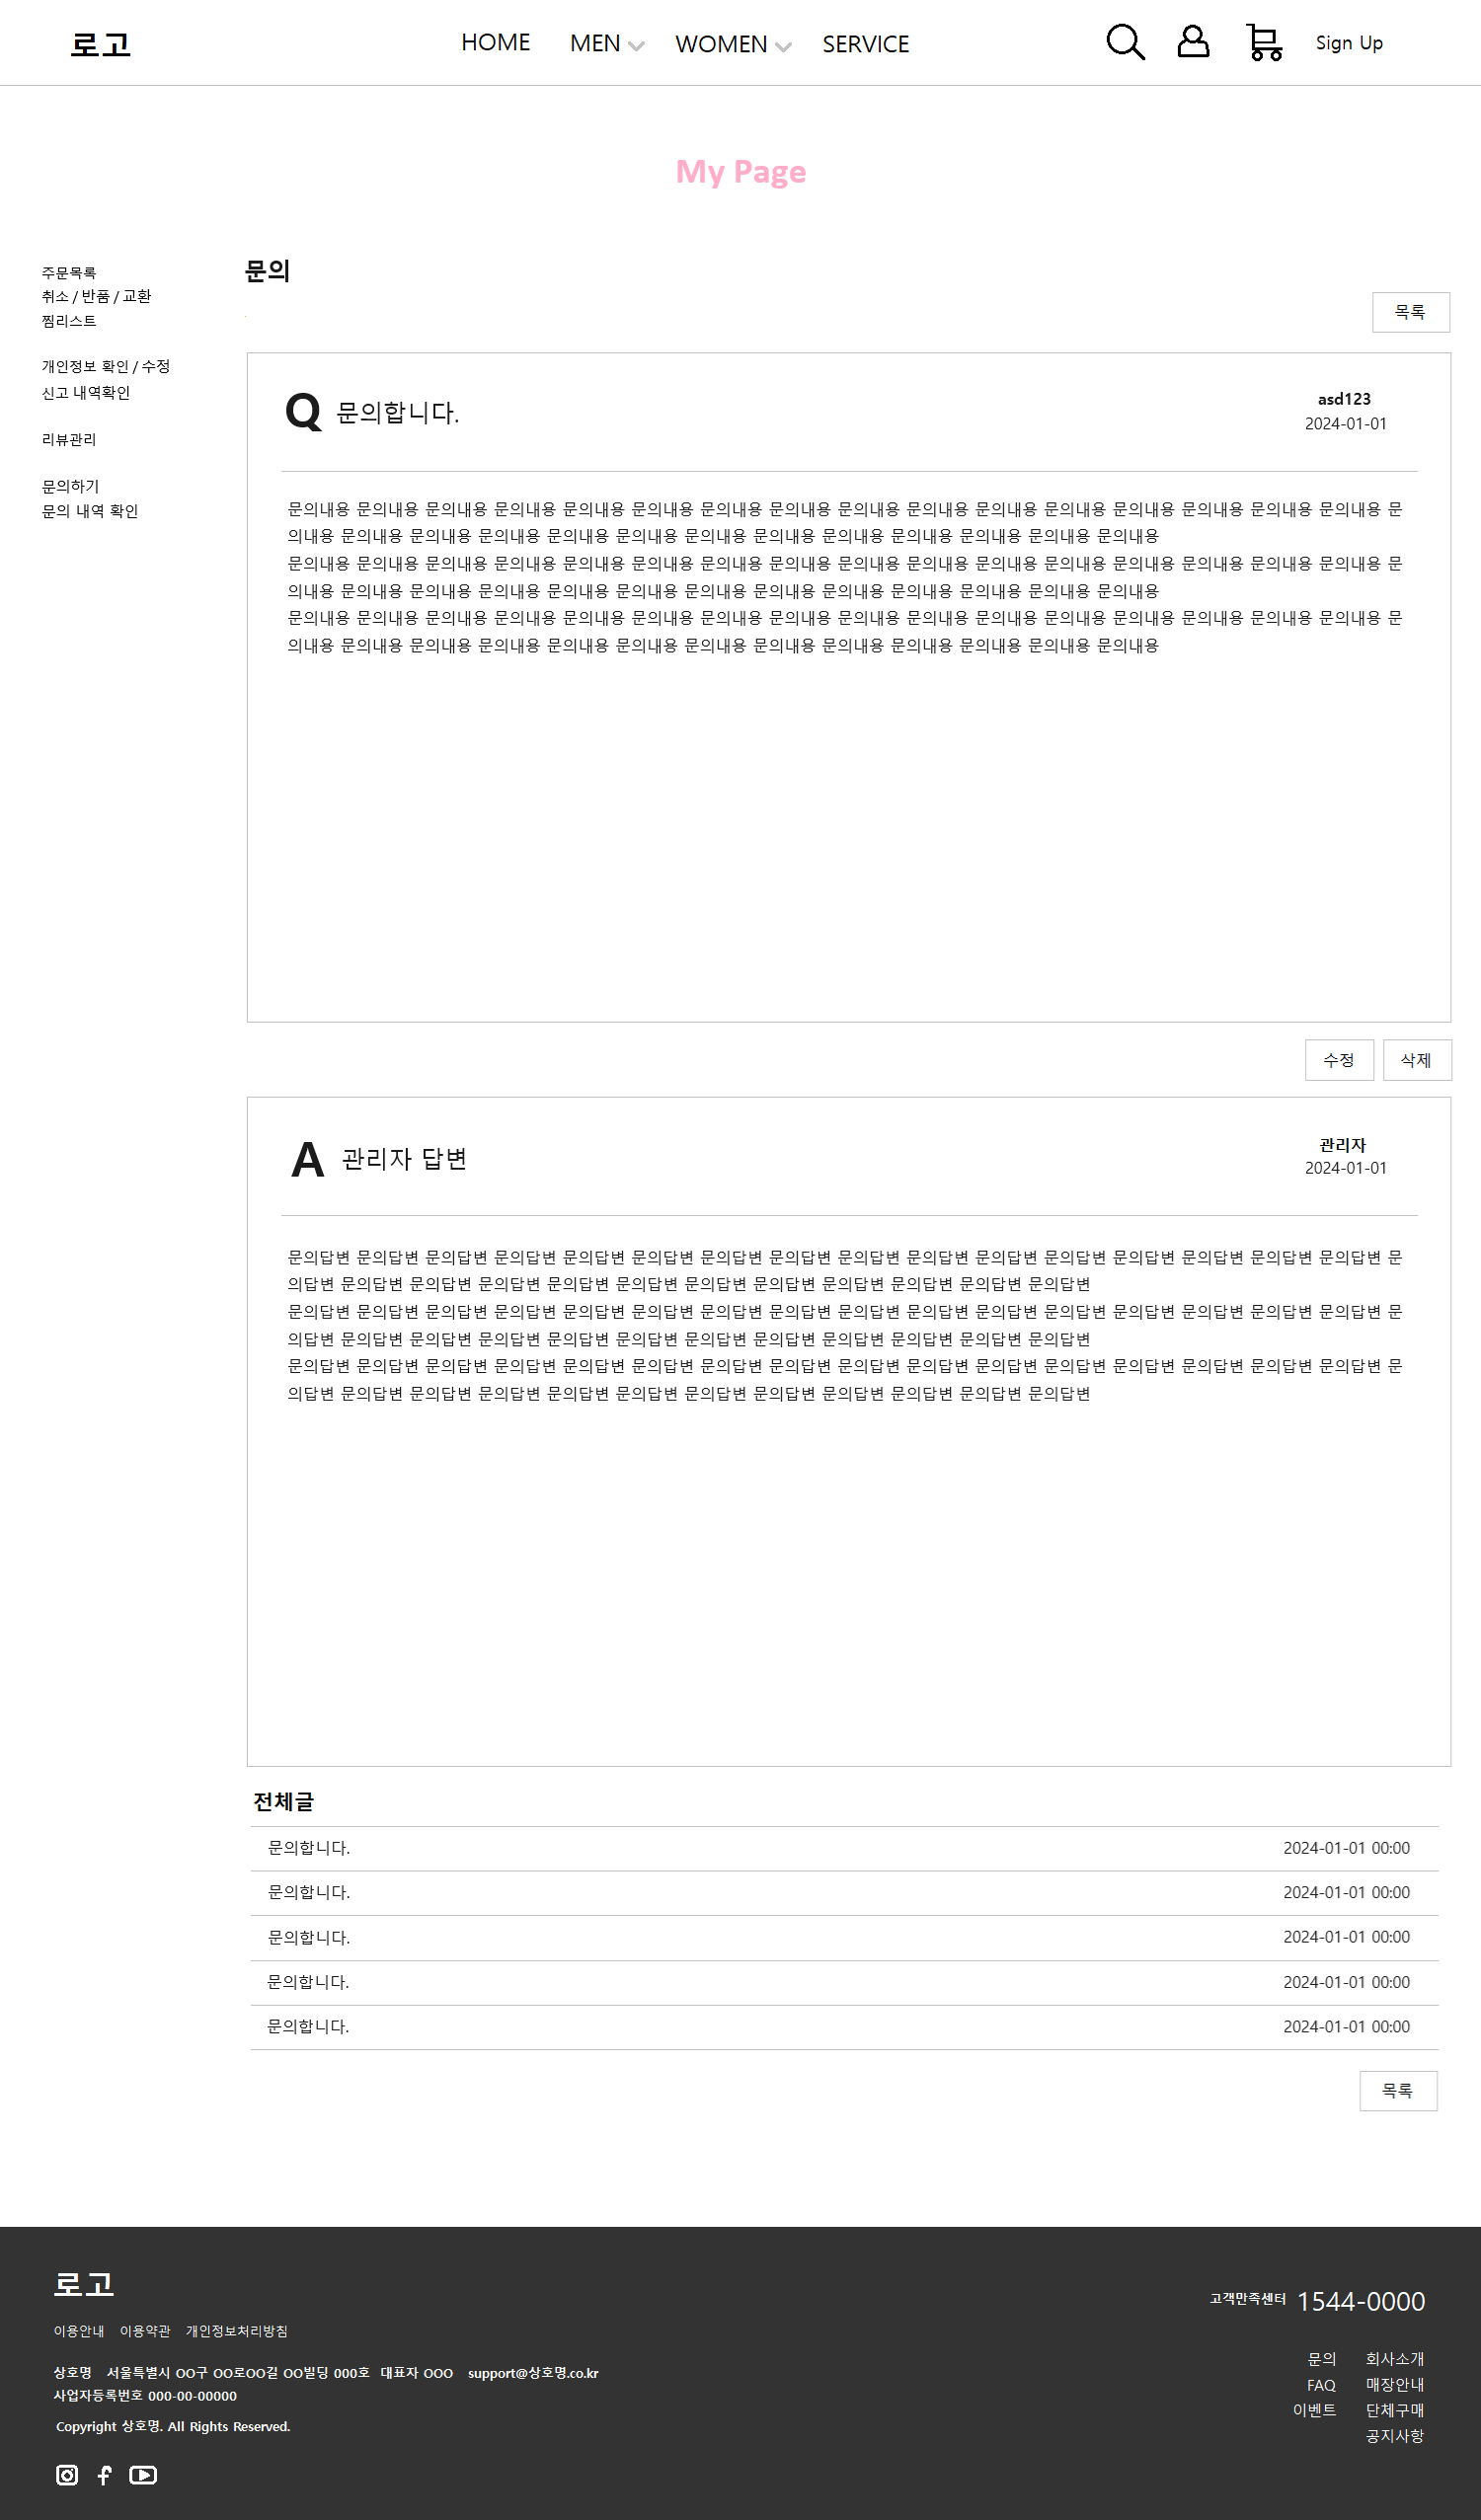 로고
HOME MEN WOMEN SERVICE
Sign Up
My Page
주문목록
취소 / 반품 / 교환
찜리스트
개인정보 확인 / 수정
신고 내역확인
리뷰관리
문의하기
문의 내역 확인
문의
목록
Q 문의합니다.
asd123
2024-01-01
문의내용 문의내용 문의내용 문의내용 문의내용 문의내용 문의내용 문의내용 문의내용 문의내용 문의내용 문의내용 문의내용 문의내용 문의내용 문의내용 문
의내용 문의내용 문의내용 문의내용 문의내용 문의내용 문의내용 문의내용 문의내용 문의내용 문의내용 문의내용 문의내용
문의내용 문의내용 문의내용 문의내용 문의내용 문의내용 문의내용 문의내용 문의내용 문의내용 문의내용 문의내용 문의내용 문의내용 문의내용 문의내용 문
의내용 문의내용 문의내용 문의내용 문의내용 문의내용 문의내용 문의내용 문의내용 문의내용 문의내용 문의내용 문의내용
문의내용 문의내용 문의내용 문의내용 문의내용 문의내용 문의내용 문의내용 문의내용 문의내용 문의내용 문의내용 문의내용 문의내용 문의내용 문의내용 문
의내용 문의내용 문의내용 문의내용 문의내용 문의내용 문의내용 문의내용 문의내용 문의내용 문의내용 문의내용 문의내용
수정 삭제
A 관리자 답변
관리자
2024-01-01
문의답변 문의답변 문의답변 문의답변 문의답변 문의답변 문의답변 문의답변 문의답변 문의답변 문의답변 문의답변 문의답변 문의답변 문의답변 문의답변 문
의답변 문의답변 문의답변 문의답변 문의답변 문의답변 문의답변 문의답변 문의답변 문의답변 문의답변 문의답변
문의답변 문의답변 문의답변 문의답변 문의답변 문의답변 문의답변 문의답변 문의답변 문의답변 문의답변 문의답변 문의답변 문의답변 문의답변 문의답변 문
의답변 문의답변 문의답변 문의답변 문의답변 문의답변 문의답변 문의답변 문의답변 문의답변 문의답변 문의답변
문의답변 문의답변 문의답변 문의답변 문의답변 문의답변 문의답변 문의답변 문의답변 문의답변 문의답변 문의답변 문의답변 문의답변 문의답변 문의답변 문
의답변 문의답변 문의답변 문의답변 문의답변 문의답변 문의답변 문의답변 문의답변 문의답변 문의답변 문의답변
전체글
문의합니다. 2024-01-01 00:00
문의합니다. 2024-01-01 00:00
문의합니다. 2024-01-01 00:00
문의합니다. 2024-01-01 00:00
문의합니다. 2024-01-01 00:00
목록
로고
이용안내 이용약관 개인정보처리방침
상호명 서울특별시 OO구 OO로OO길 OO빌딩 000호 대표자 OOO support@상호명.co.kr
사업자등록번호 000-00-00000
Copyright 상호명. All Rights Reserved.
고객만족센터 1544-0000
문의 회사소개
FAQ 매장안내
이벤트 단체구매
공지사항